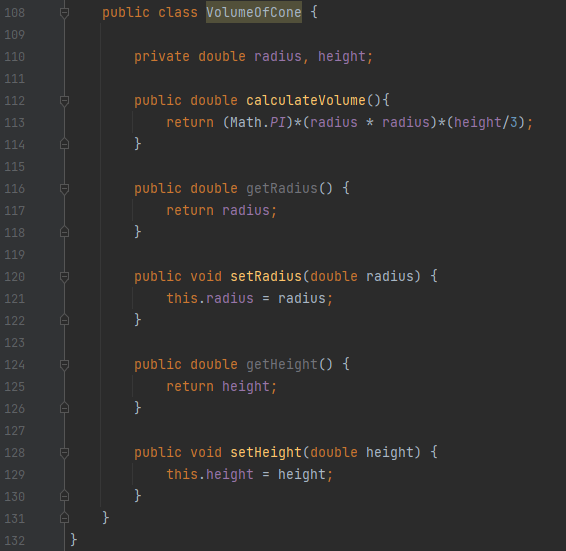 108 public class VolumeOfCone {
109
110 private double radius, height;
111
112 public double calculateVolume(){
113 return (Math.PI)*(radius * radius)*(height/3);
114 }
115
116 public double getRadius() {
117 return radius;
118 }
119
120 public void setRadius(double radius) {
121 this.radius = radius;
122 }
123
124 public double getHeight() {
125 return height;
126 }
127
128 public void setHeight(double height) {
129 this.height = height;
130 }
131 }
132 }